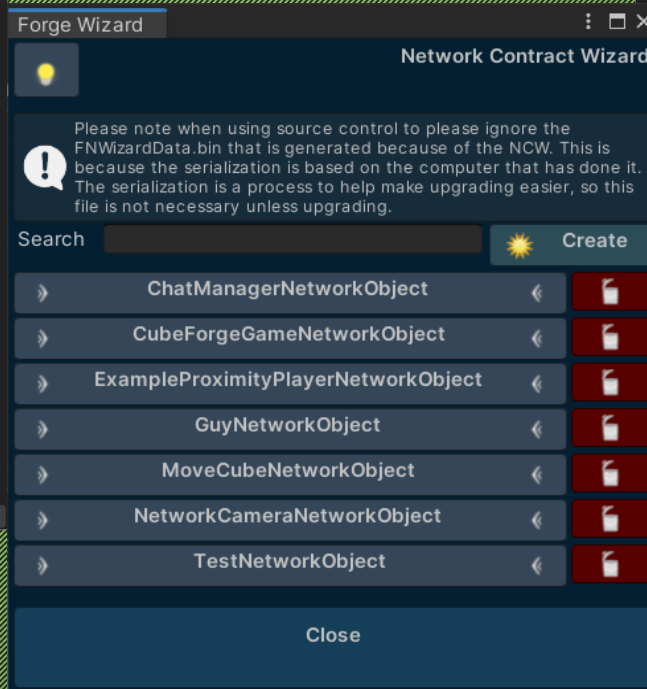 Forge Wizard
Network Contract Wizard
Please note when using source control to please ignore the
FNWizardData.bin that is generated because of the NCW. This is
because the serialization is based on the computer that has done it.
The serialization is a process to help make upgrading easier, so this
file is not necessary unless upgrading.
Search
Create
ChatManagerNetworkObject
CubeForgeGameNetworkObject
ExampleProximityPlayerNetworkObject
GuyNetworkObject
MoveCubeNetworkObject
NetworkCameraNetworkObject
TestNetworkObject
Close